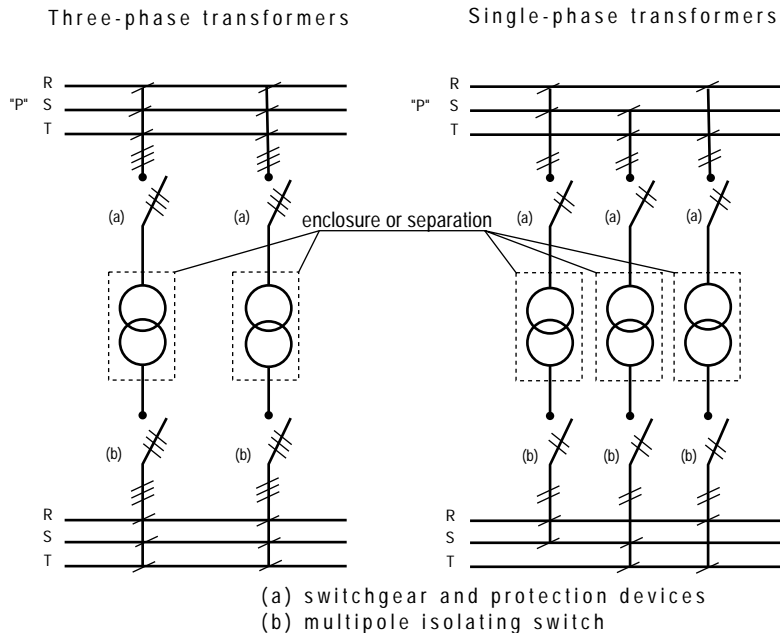 Three-phase transformers
Single-phase transformers
R
"P" S
T
R
"P" S
T
(a) (a) (a) (a) (a)
enclosure or separation
(b) (b) (b) (b) (b)
R
S
T
R
S
T
(a) switchgear and protection devices
(b) multipole isolating switch